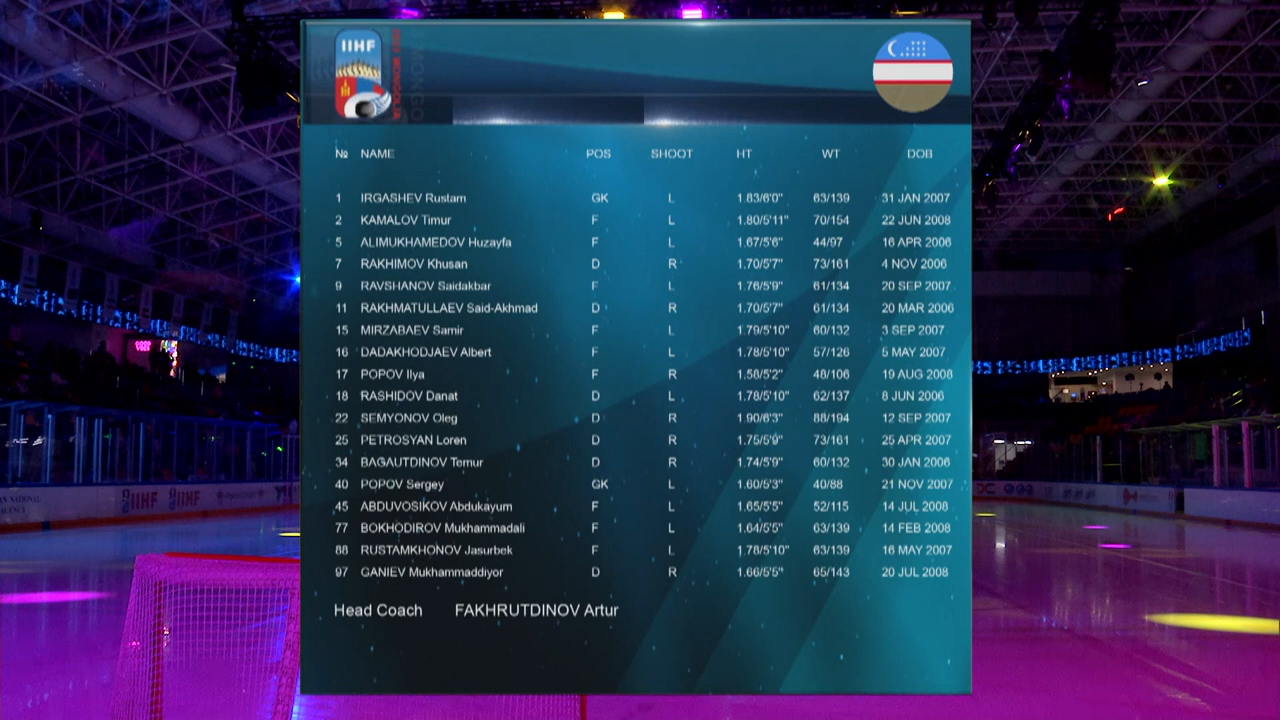 IIHF
MONGOLIA
№ NAME POS SHOOT HT WT DOB
1 IRGASHEV Rustam GK L 1.83/6'0" 63/139 31 JAN 2007
2 KAMALOV Timur F L 1.80/5'11" 70/154 22 JUN 2008
5 ALIMUKHAMEDOV Huzayfa F L 1.67/5'6" 44/97 16 APR 2006
7 RAKHIMOV Khusan D R 1.70/5'7" 73/161 4 NOV 2006
9 RAVSHANOV Saidakbar F L 1.76/5'9" 61/134 20 SEP 2007
11 RAKHMATULLAEV Said-Akhmad D R 1.70/5'7" 61/134 20 MAR 2006
15 MIRZABAEV Samir F L 1.79/5'10" 60/132 3 SEP 2007
16 DADAKHODJAEV Albert F L 1.78/5'10" 57/126 5 MAY 2007
17 POPOV Ilya F R 1.58/5'2" 48/106 19 AUG 2008
18 RASHIDOV Danat D L 1.78/5'10" 62/137 8 JUN 2006
22 SEMYONOV Oleg D R 1.90/6'3" 88/194 12 SEP 2007
25 PETROSYAN Loren D R 1.75/5'9" 73/161 25 APR 2007
34 BAGAUTDINOV Temur D R 1.74/5'9" 60/132 30 JAN 2006
40 POPOV Sergey GK L 1.60/5'3" 40/88 21 NOV 2007
45 ABDUVOSIKOV Abdukayum F L 1.65/5'5" 52/115 14 JUL 2008
77 BOKHODIROV Mukhammadali F L 1.64/5'5" 63/139 14 FEB 2008
88 RUSTAMKHONOV Jasurbek F L 1.78/5'10" 63/139 16 MAY 2007
97 GANIEV Mukhammaddiyor D R 1.66/5'5" 65/143 20 JUL 2008
Head Coach FAKHRUTDINOV Artur
IIHF IIHF